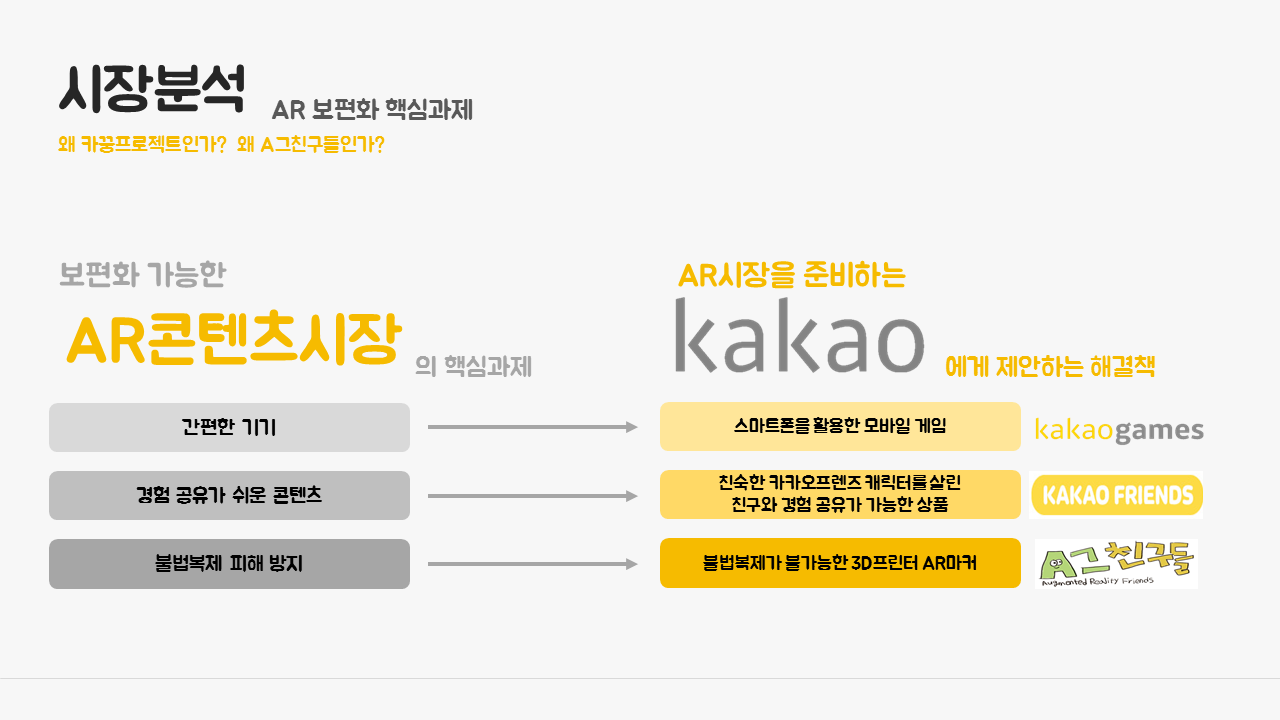 시장분석 AR 보편화 핵심과제
왜 카꿍프로젝트인가? 왜 A그친구들인가?
보편화 가능한
AR콘텐츠시장 의 핵심과제
간편한 기기
경험 공유가 쉬운 콘텐츠
불법복제 피해 방지
AR시장을 준비하는
kakao 에게 제안하는 해결책
스마트폰을 활용한 모바일 게임
kakaogames
친숙한 카카오프렌즈 캐릭터를 살린
친구와 경험 공유가 가능한 상품
KAKAO FRIENDS
불법복제가 불가능한 3D프린터 AR마커
A그친구들
Augmented Reality Friends